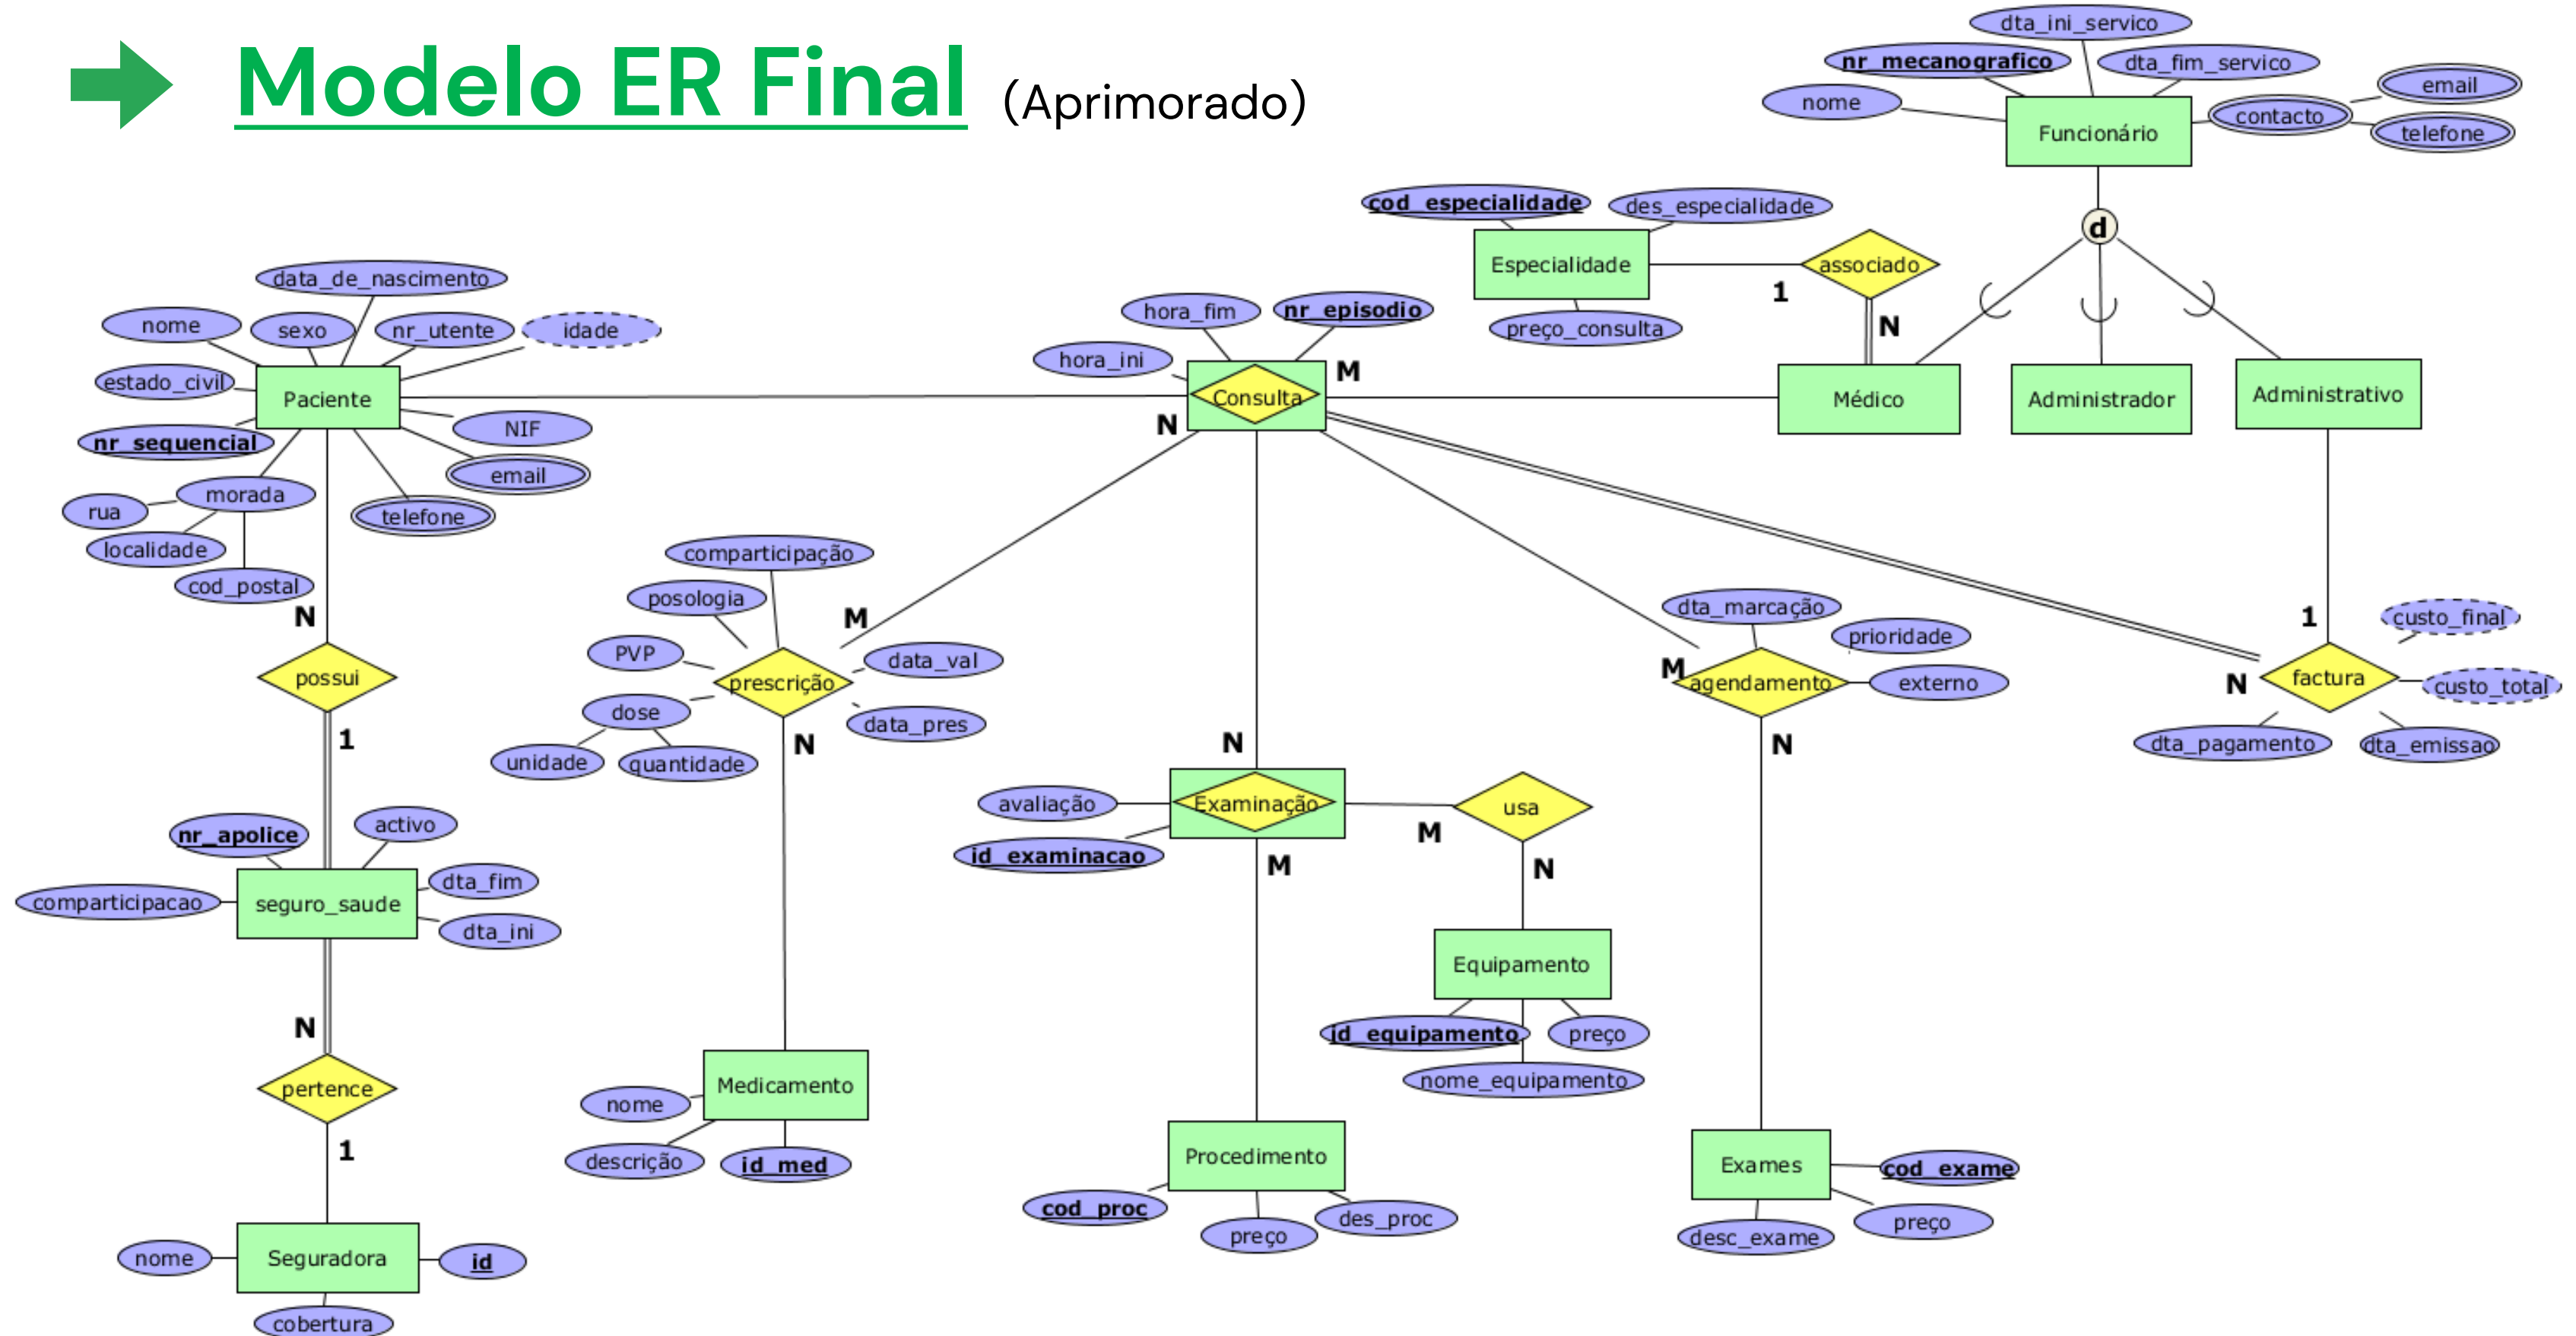 Modelo ER Final (Aprimorado)
dta_ini_servico
nr_mecanografico
dta_fim_servico
nome
email
contacto
telefone
Funcionário
d
cod_especialidade
des_especialidade
Especialidade
associado
1
N
preço_consulta
data_de_nascimento
nome
sexo
nr_utente
idade
estado_civil
Paciente
nr_sequencial
NIF
email
telefone
morada
rua
localidade
cod_postal
hora_fim
nr_episodio
hora_ini
Consulta
M
N
Médico
Administrador
Administrativo
N
possui
1
nr_apolice
activo
dta_fim
comparticipacao
seguro_saude
dta_ini
N
pertence
1
nome
Seguradora
id
cobertura
comparticipação
posologia
PVP
M
data_val
prescrição
dose
data_pres
unidade
quantidade
N
Medicamento
nome
descrição
id_med
N
avaliação
Examinação
id_examinacao
M
usa
M
N
Equipamento
id_equipamento
preço
nome_equipamento
Procedimento
cod_proc
preço
des_proc
dta_marcação
prioridade
M
agendamento
externo
N
Exames
cod_exame
preço
desc_exame
1
custo_final
N
factura
custo_total
dta_pagamento
dta_emissao